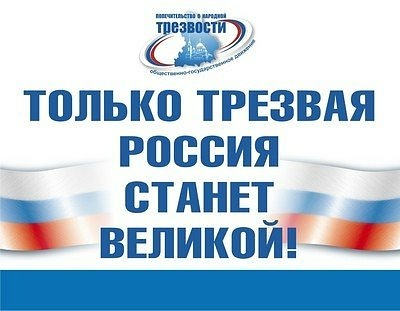 ПОПЕЧИТЕЛЬСТВО О НАРОДНОЙ
ТРЕЗВОСТИ
общественно-государственное движение
ТОЛЬКО ТРЕЗВАЯ
РОССИЯ
СТАНЕТ
ВЕЛИКОЙ!